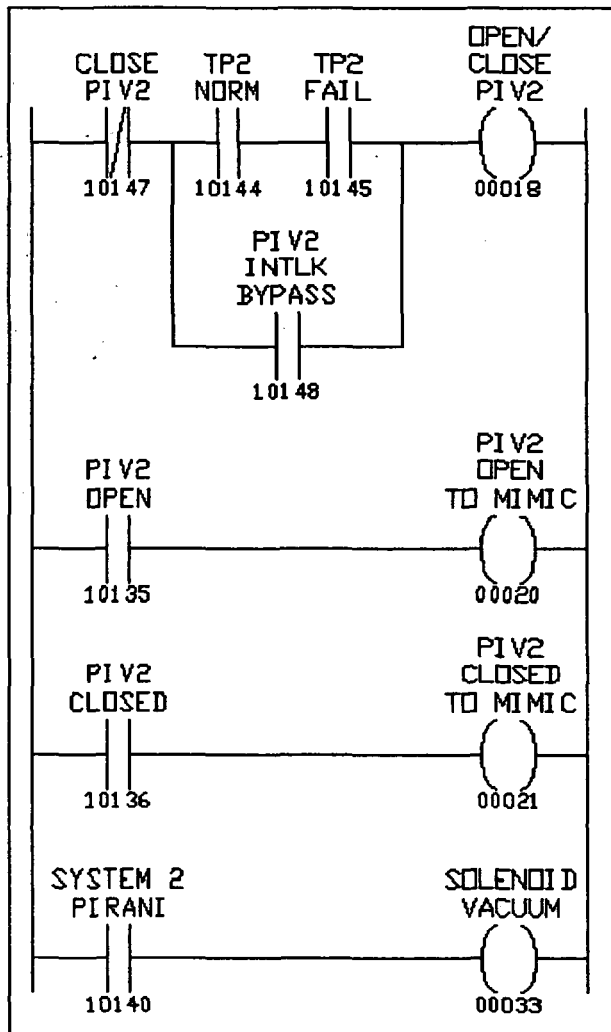 OPEN/
CLOSE TP2 TP2 CLOSE
PIV2 NORM FAIL PIV2
10147 10144 10145 00018
PIV2
INTLK
BYPASS
10148
PIV2 PIV2
OPEN OPEN
TO MIMIC
10135 00020
PIV2 PIV2
CLOSED CLOSED
TO MIMIC
10136 00021
SYSTEM 2 SOLENOID
PIRANI VACUUM
10140 00033